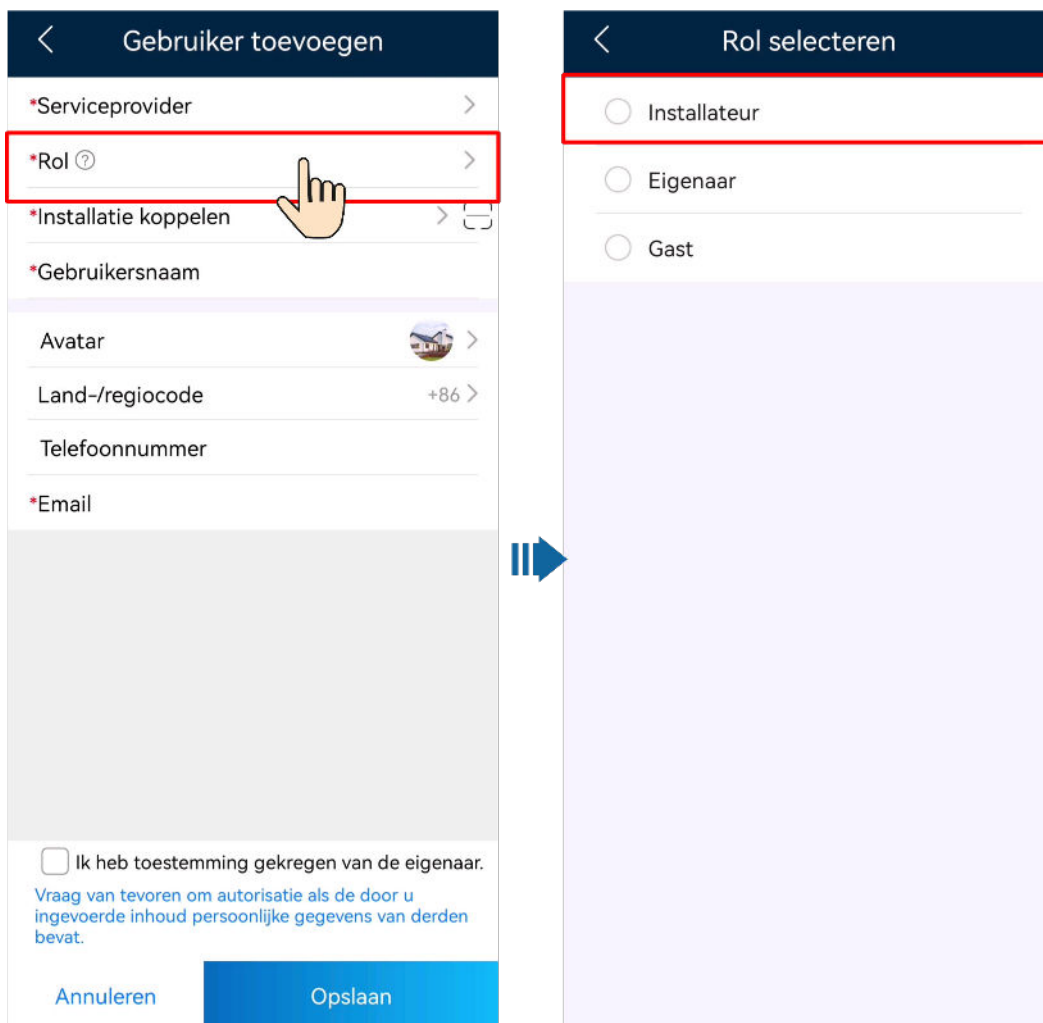 Gebruiker toevoegen
*Serviceprovider
*Rol ?
*Installatie koppelen
*Gebruikersnaam
Avatar
Land-/regiocode +86
Telefoonnummer
*Email
Ik heb toestemming gekregen van de eigenaar.
Vraag van tevoren om autorisatie als de door u
ingevoerde inhoud persoonlijke gegevens van derden
bevat.
Annuleren Opslaan
Rol selecteren
Installateur
Eigenaar
Gast